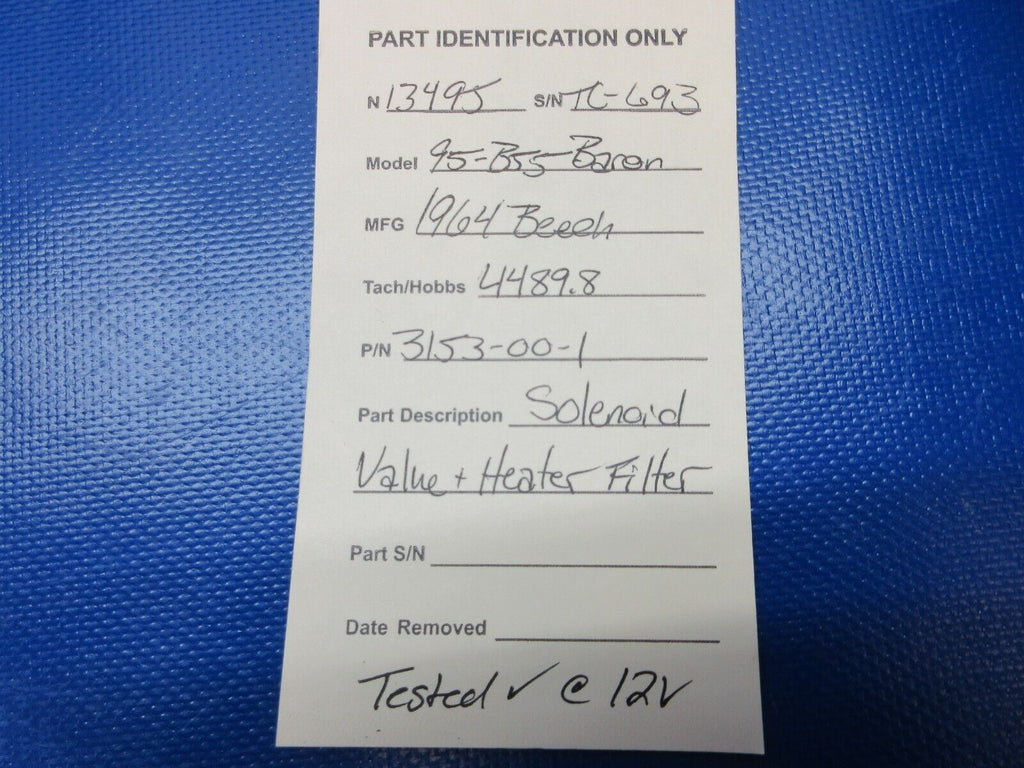 PART IDENTIFICATION ONLY
N 13495 S/N TC-693
Model 95-B55 Baron
MFG 1964 Beech
Tach/Hobbs 4489.8
P/N 3153-00-1
Part Description Solenoid
Valve + Heater Filter
Part S/N
Date Removed
Tested ✓ @ 12V